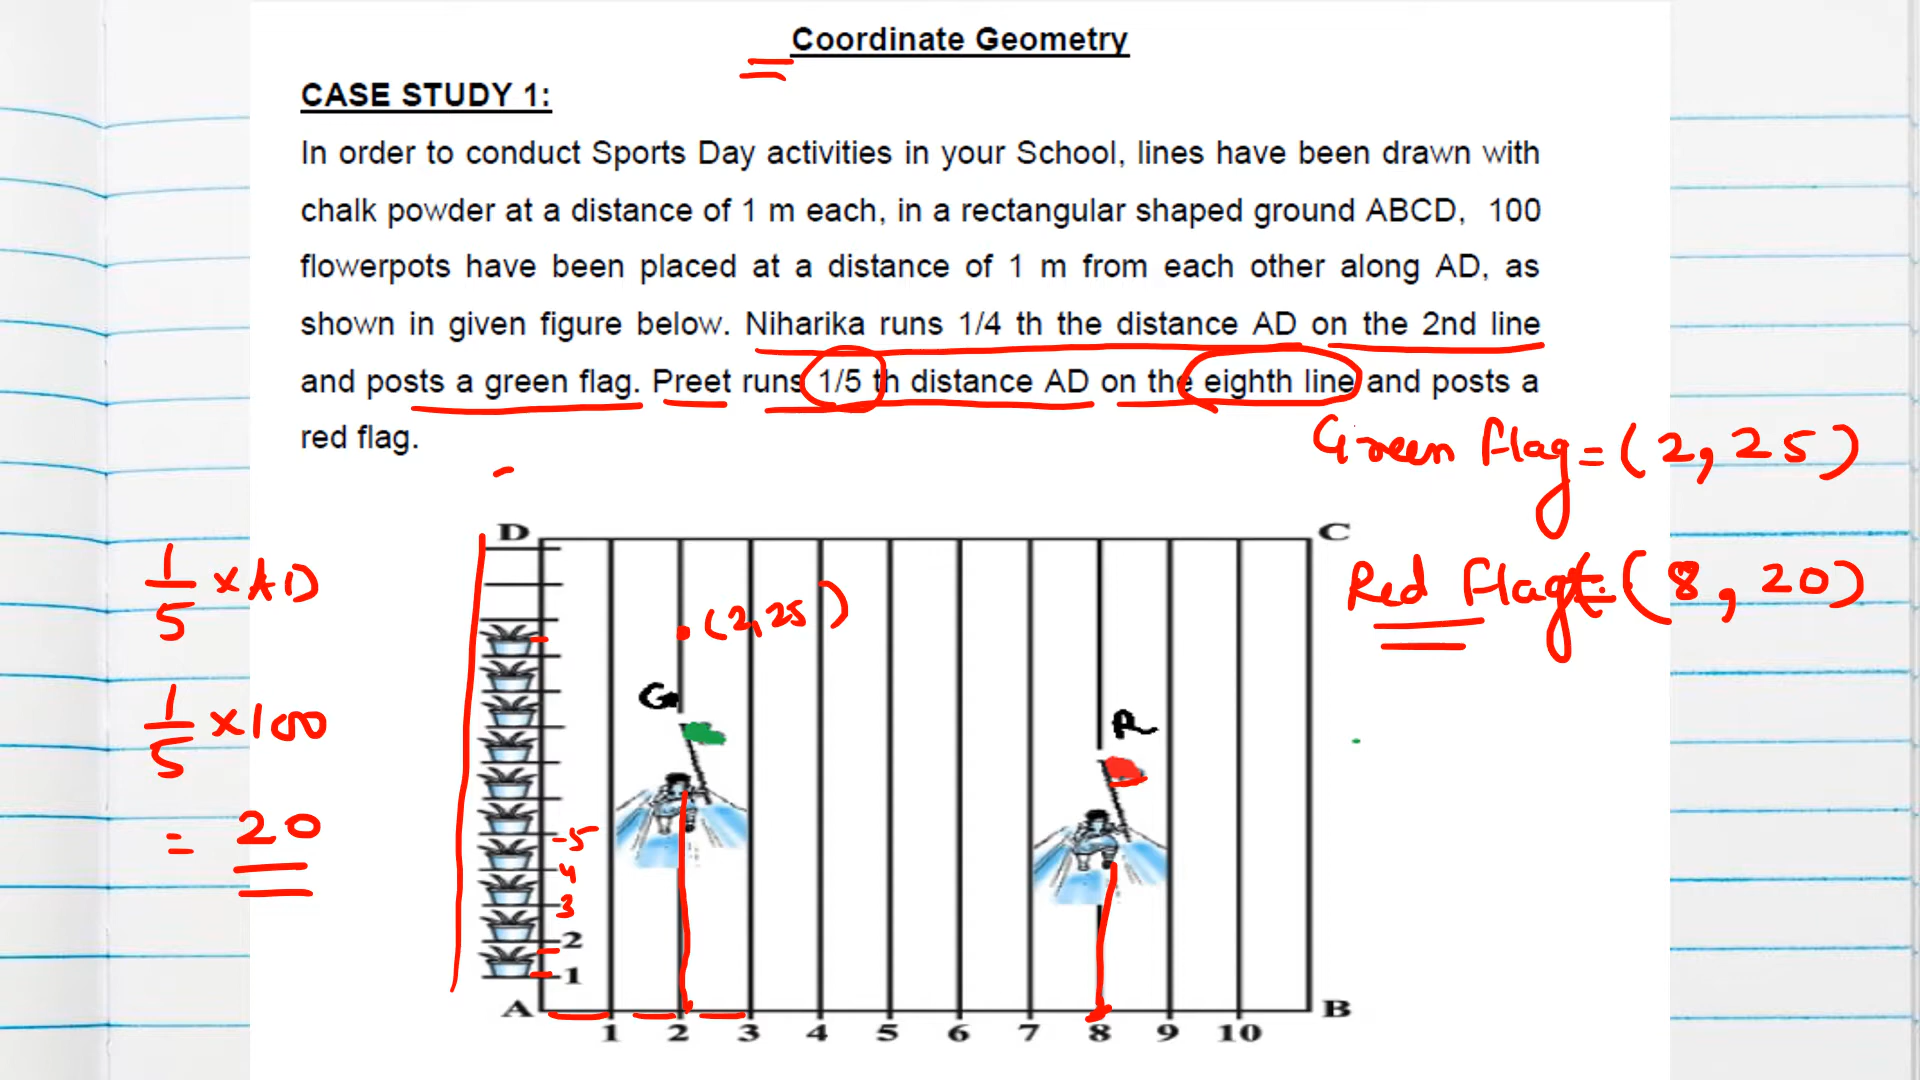 Coordinate Geometry
CASE STUDY 1:
In order to conduct Sports Day activities in your School, lines have been drawn with
chalk powder at a distance of 1 m each, in a rectangular shaped ground ABCD, 100
flowerpots have been placed at a distance of 1 m from each other along AD, as
shown in given figure below. Niharika runs 1/4 th the distance AD on the 2nd line
and posts a green flag. Preet runs 1/5 th distance AD on the eighth line and posts a
red flag.
Green flag = (2, 25)
Red Flag = (8, 20)
1/5 × AD
1/5 × 100
= 20
D C
(2, 25)
G
R
5
4
3
2
1
A B
1 2 3 4 5 6 7 8 9 10